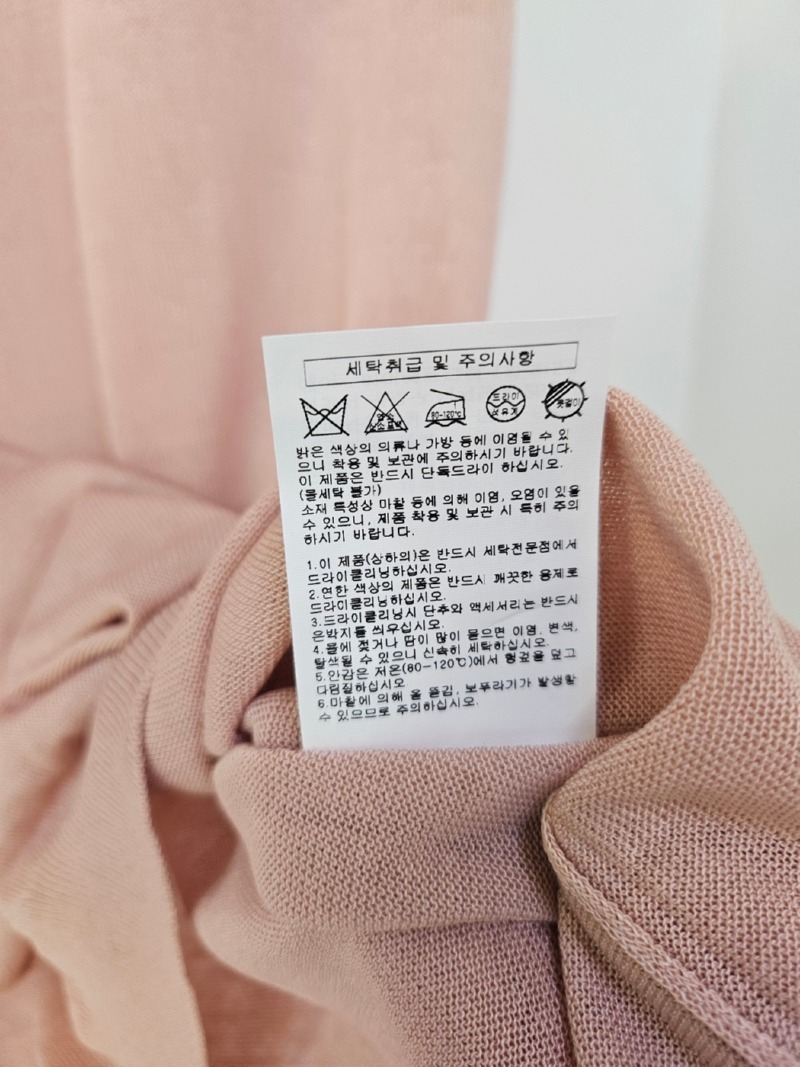 세탁취급 및 주의사항
염소 소표백
80-120℃
드라이
석유계
옷걸이
밝은 색상의 의류나 가방 등에 이염될 수 있
으니 착용 및 보관에 주의하시기 바랍니다.
이 제품은 반드시 단독드라이 하십시오.
(물세탁 불가)
소재 특성상 마찰 등에 의해 이염, 오염이 있을
수 있으니, 제품 착용 및 보관 시 특히 주의
하시기 바랍니다.
1.이 제품(상하의)은 반드시 세탁전문점에서
드라이클리닝하십시오.
2.연한 색상의 제품은 반드시 깨끗한 용제로
드라이클리닝하십시오.
3.드라이클리닝시 단추와 액세서리는 반드시
은박지를 씌우십시오.
4.물에 젖거나 땀이 많이 묻으면 이염, 변색,
탈색될 수 있으니 신속히 세탁하십시오.
5.안감은 저온(80-120℃)에서 헝겊을 덮고
다림질하십시오
6.마찰에 의해 올 뜯김, 보푸라기가 발생할
수 있으므로 주의하십시오.